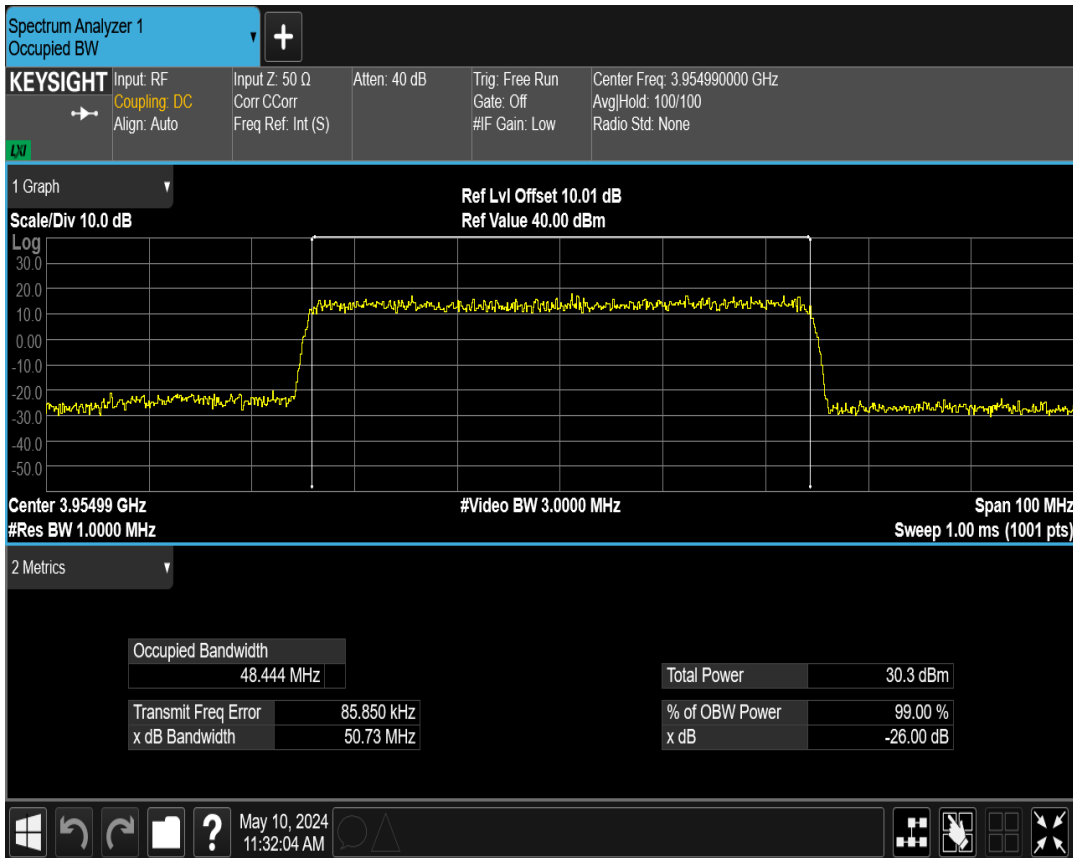 Spectrum Analyzer 1
Occupied BW
+
KEYSIGHT
LXI
Input: RF
Coupling: DC
Align: Auto
Input Z: 50 Ω
Corr CCorr
Freq Ref: Int (S)
Atten: 40 dB
Trig: Free Run
Gate: Off
#IF Gain: Low
Center Freq: 3.954990000 GHz
Avg|Hold: 100/100
Radio Std: None
1 Graph
Scale/Div 10.0 dB
Ref Lvl Offset 10.01 dB
Ref Value 40.00 dBm
Log
30.0
20.0
10.0
0.00
-10.0
-20.0
-30.0
-40.0
-50.0
Center 3.95499 GHz
#Res BW 1.0000 MHz
#Video BW 3.0000 MHz
Span 100 MHz
Sweep 1.00 ms (1001 pts)
2 Metrics
Occupied Bandwidth
48.444 MHz
Transmit Freq Error 85.850 kHz
x dB Bandwidth 50.73 MHz
Total Power 30.3 dBm
% of OBW Power 99.00 %
x dB -26.00 dB
?
May 10, 2024
11:32:04 AM